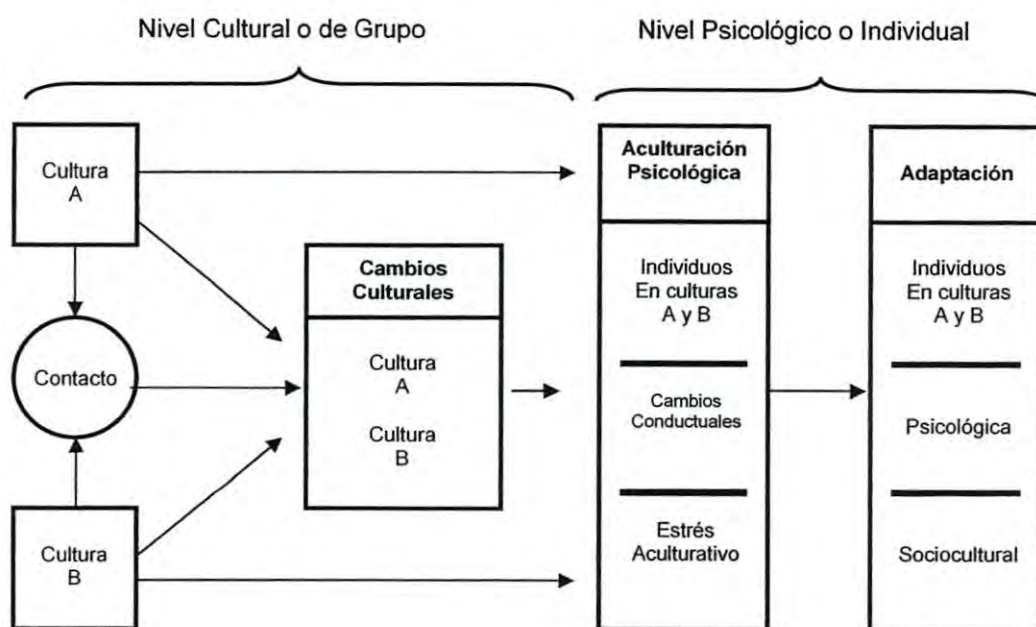 Nivel Cultural o de Grupo
Nivel Psicológico o Individual
Cultura
A
Contacto
Cultura
B
Cambios
Culturales
Cultura
A
Cultura
B
Aculturación
Psicológica
Individuos
En culturas
A y B
Cambios
Conductuales
Estrés
Aculturativo
Adaptación
Individuos
En culturas
A y B
Psicológica
Sociocultural